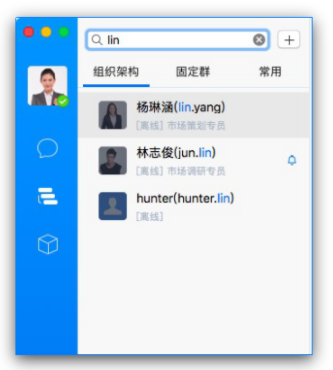 lin
组织架构 固定群 常用
杨琳涵(lin.yang)
[离线] 市场策划专员
林志俊(jun.lin)
[离线] 市场调研专员
hunter(hunter.lin)
[离线]